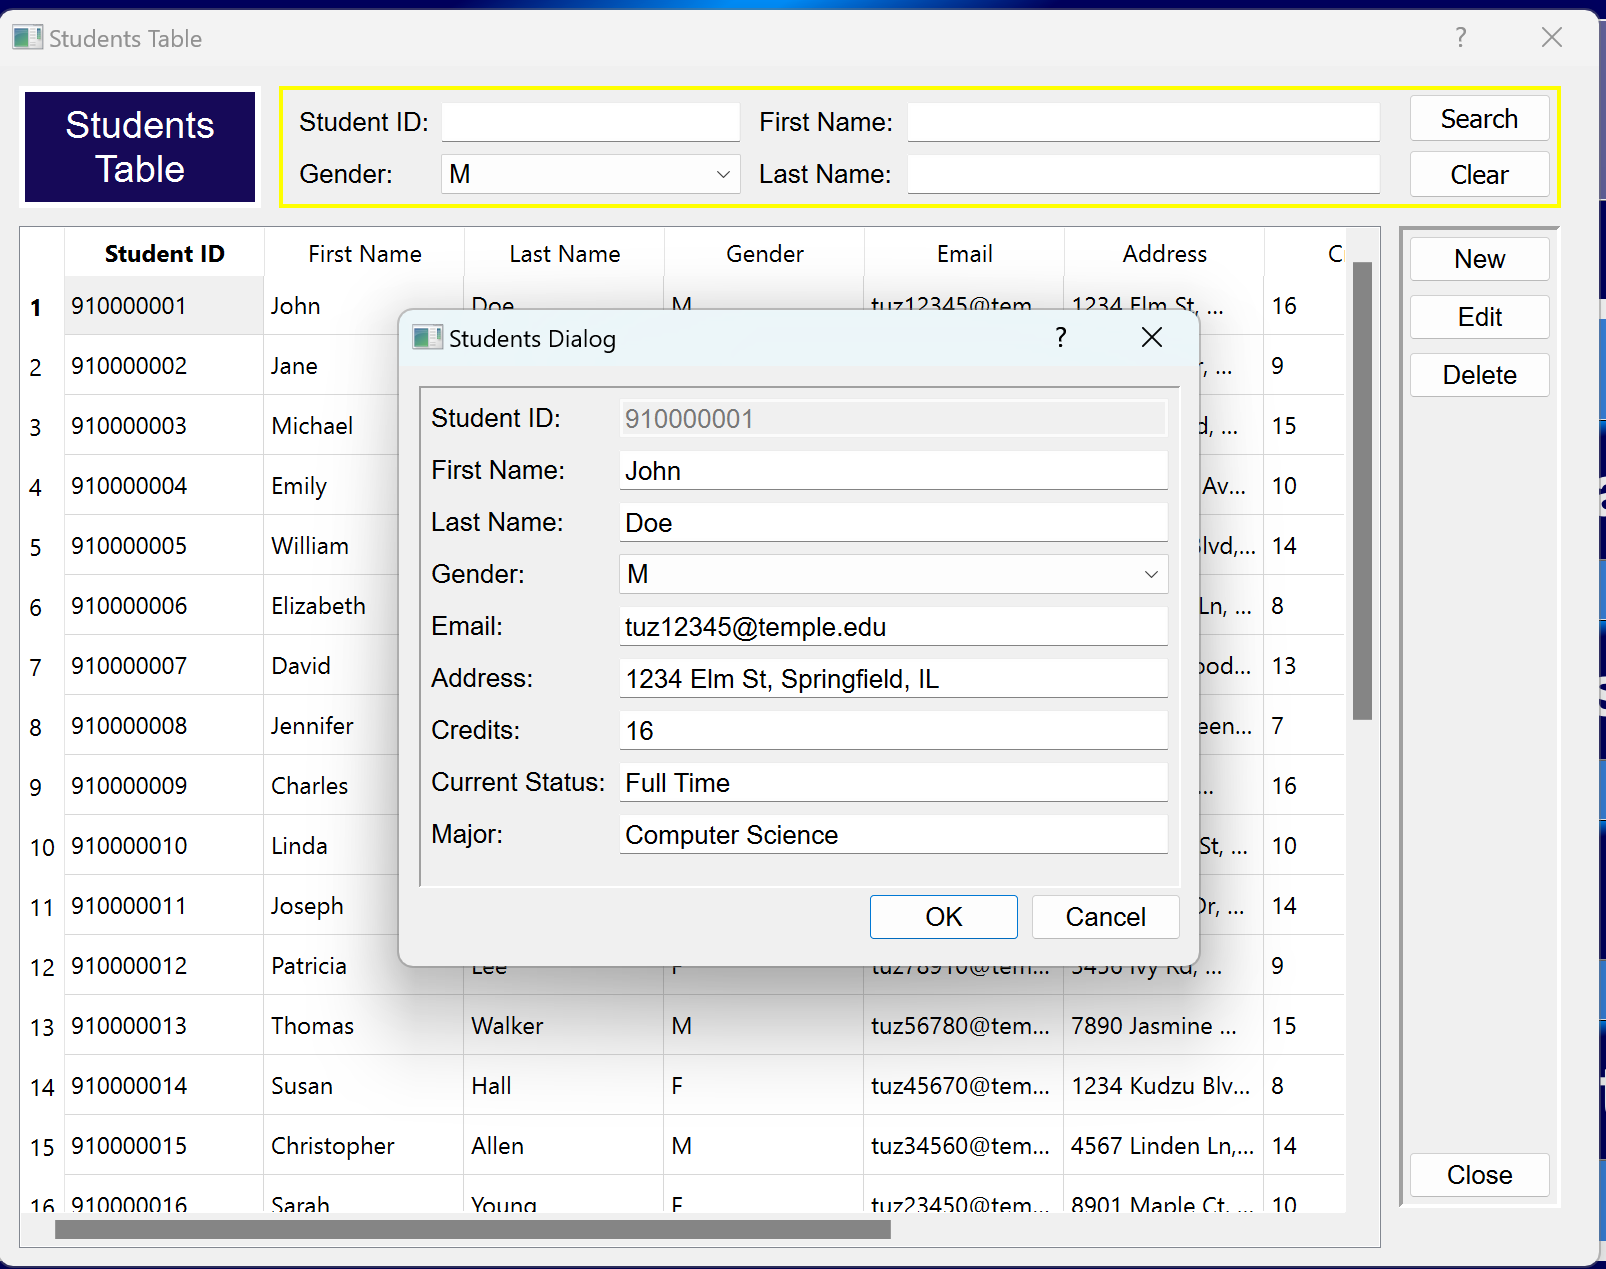 Students Table
?
Students
Table
Student ID:
First Name:
Search
Gender:
M
Last Name:
Clear
Student ID First Name Last Name Gender Email Address
New
Edit
Delete
Close
1 910000001 John Doe M tuz12345@tem... 1234 Elm St, ... 16
2 910000002 Jane ... 9
3 910000003 Michael ... 15
4 910000004 Emily Av... 10
5 910000005 William Blvd,... 14
6 910000006 Elizabeth Ln, ... 8
7 910000007 David ... 13
8 910000008 Jennifer ... 7
9 910000009 Charles ... 16
10 910000010 Linda St, ... 10
11 910000011 Joseph Dr, ... 14
12 910000012 Patricia Lee F tuz78910@tem... 3456 Ivy Rd, ... 9
13 910000013 Thomas Walker M tuz56780@tem... 7890 Jasmine ... 15
14 910000014 Susan Hall F tuz45670@tem... 1234 Kudzu Blv... 8
15 910000015 Christopher Allen M tuz34560@tem... 4567 Linden Ln,... 14
16 910000016 Sarah Young F tuz23450@tem... 8901 Maple Ct, ... 10
Students Dialog
?
Student ID: 910000001
First Name: John
Last Name: Doe
Gender: M
Email: tuz12345@temple.edu
Address: 1234 Elm St, Springfield, IL
Credits: 16
Current Status: Full Time
Major: Computer Science
OK Cancel